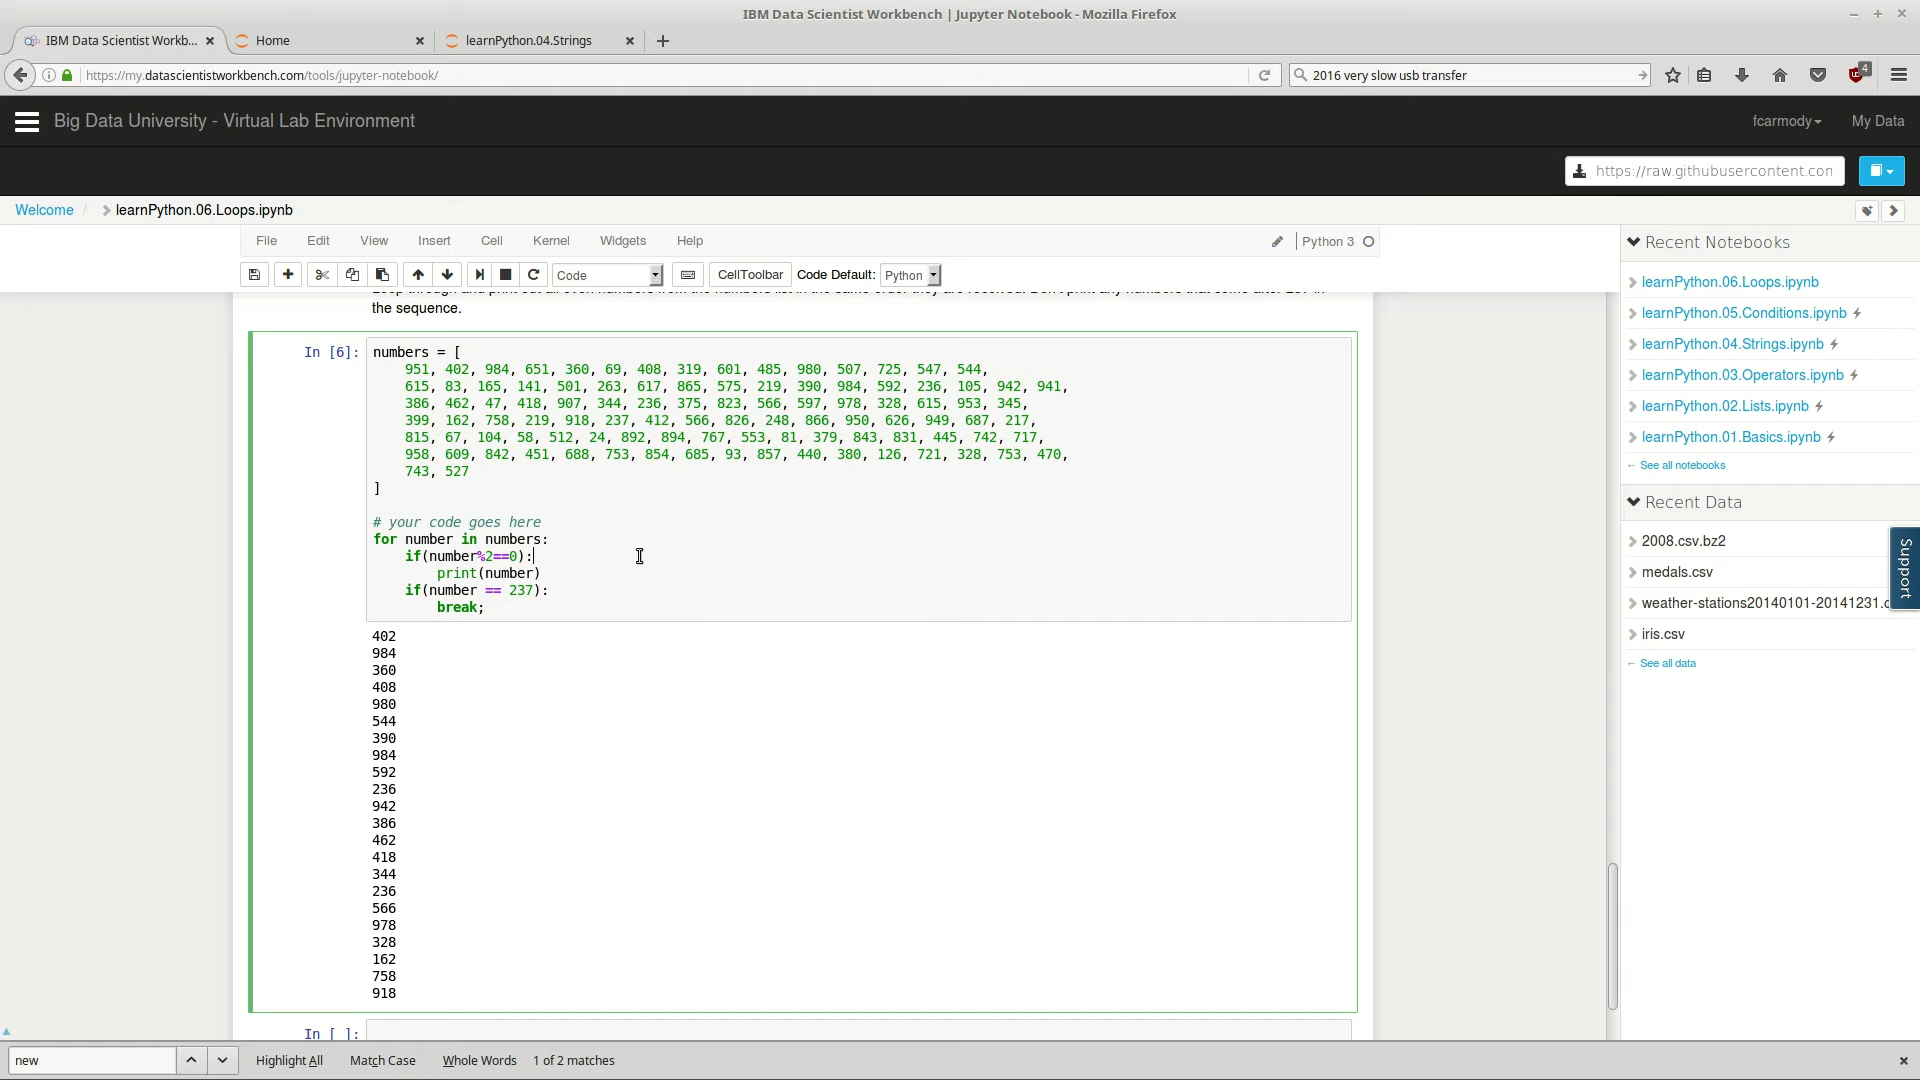 IBM Data Scientist Workbench | Jupyter Notebook - Mozilla Firefox
IBM Data Scientist Workb...
Home
learnPython.04.Strings
https://my.datascientistworkbench.com/tools/jupyter-notebook/
2016 very slow usb transfer
4
Big Data University - Virtual Lab Environment
fcarmody
My Data
https://raw.githubusercontent.con
Welcome / learnPython.06.Loops.ipynb
File Edit View Insert Cell Kernel Widgets Help
Python 3
Code
CellToolbar
Code Default:
Python
the sequence.
In [6]:
numbers = [
951, 402, 984, 651, 360, 69, 408, 319, 601, 485, 980, 507, 725, 547, 544,
615, 83, 165, 141, 501, 263, 617, 865, 575, 219, 390, 984, 592, 236, 105, 942, 941,
386, 462, 47, 418, 907, 344, 236, 375, 823, 566, 597, 978, 328, 615, 953, 345,
399, 162, 758, 219, 918, 237, 412, 566, 826, 248, 866, 950, 626, 949, 687, 217,
815, 67, 104, 58, 512, 24, 892, 894, 767, 553, 81, 379, 843, 831, 445, 742, 717,
958, 609, 842, 451, 688, 753, 854, 685, 93, 857, 440, 380, 126, 721, 328, 753, 470,
743, 527
]
# your code goes here
for number in numbers:
if(number%2==0):
print(number)
if(number == 237):
break;
402
984
360
408
980
544
390
984
592
236
942
386
462
418
344
236
566
978
328
162
758
918
In [ ]:
Recent Notebooks
learnPython.06.Loops.ipynb
learnPython.05.Conditions.ipynb
learnPython.04.Strings.ipynb
learnPython.03.Operators.ipynb
learnPython.02.Lists.ipynb
learnPython.01.Basics.ipynb
← See all notebooks
Recent Data
2008.csv.bz2
medals.csv
weather-stations20140101-20141231.c
iris.csv
← See all data
Support
new
Highlight All
Match Case
Whole Words
1 of 2 matches